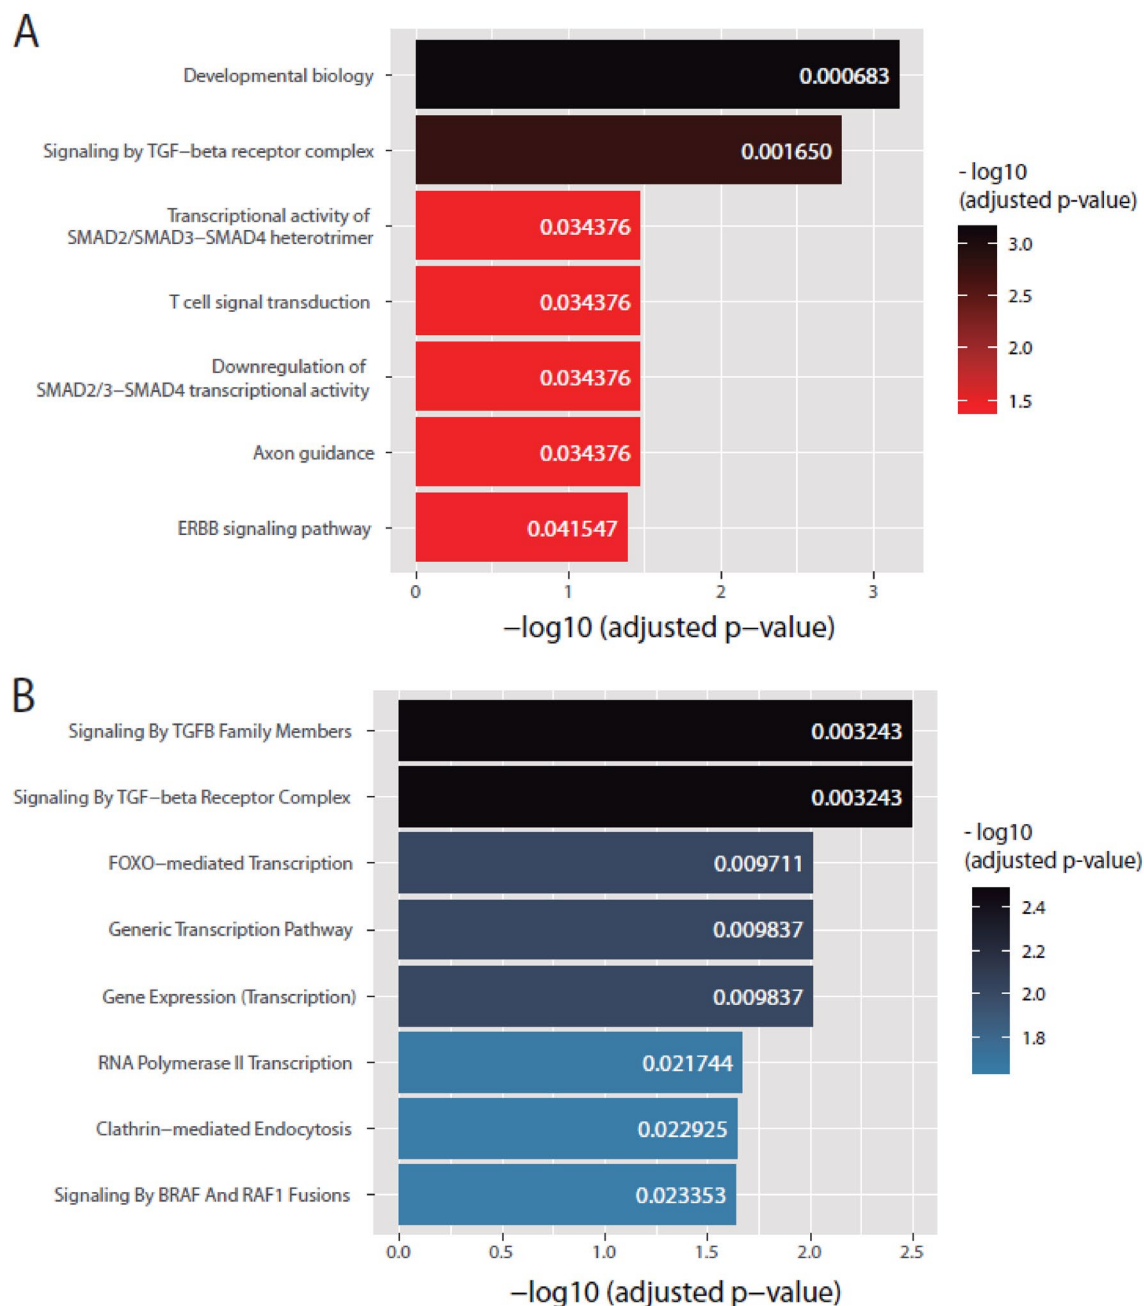 A
Developmental biology
0.000683
Signaling by TGF−beta receptor complex
0.001650
Transcriptional activity of
SMAD2/SMAD3−SMAD4 heterotrimer
0.034376
T cell signal transduction
0.034376
Downregulation of
SMAD2/3−SMAD4 transcriptional activity
0.034376
Axon guidance
0.034376
ERBB signaling pathway
0.041547
0 1 2 3
−log10 (adjusted p−value)
- log10
(adjusted p-value)
3.0
2.5
2.0
1.5
B
Signaling By TGFB Family Members
0.003243
Signaling By TGF−beta Receptor Complex
0.003243
FOXO−mediated Transcription
0.009711
Generic Transcription Pathway
0.009837
Gene Expression (Transcription)
0.009837
RNA Polymerase II Transcription
0.021744
Clathrin−mediated Endocytosis
0.022925
Signaling By BRAF And RAF1 Fusions
0.023353
0.0 0.5 1.0 1.5 2.0 2.5
−log10 (adjusted p−value)
- log10
(adjusted p-value)
2.4
2.2
2.0
1.8